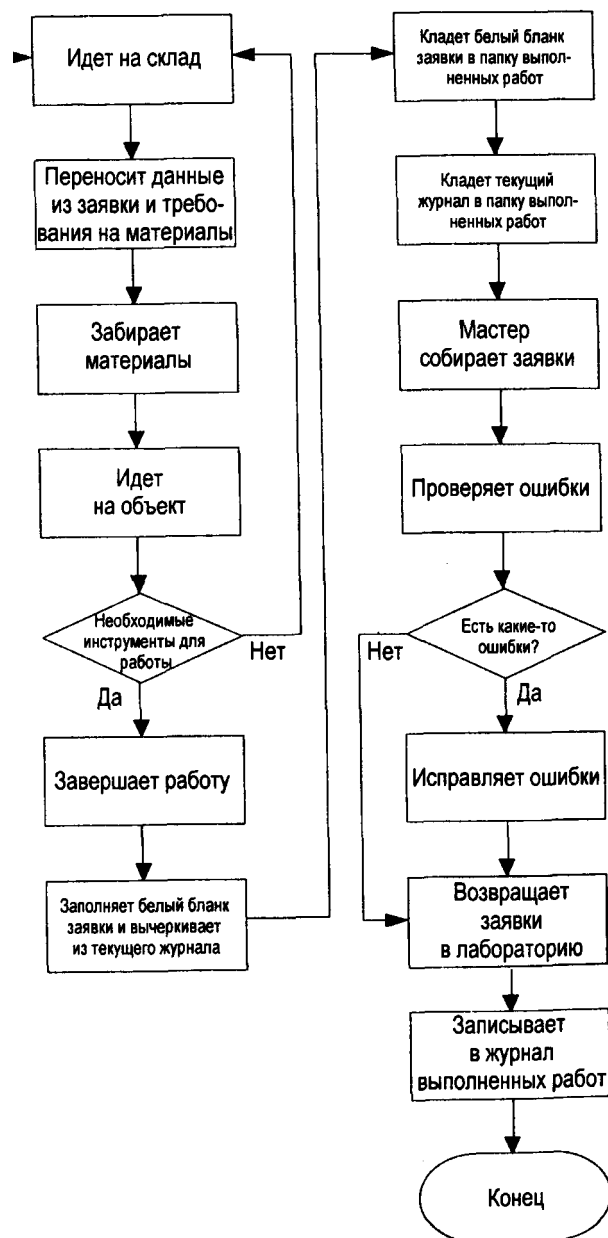 Идет на склад
Переносит данные
из заявки и требо-
вания на материалы
Забирает
материалы
Идет
на объект
Необходимые
инструменты для
работы
Нет
Да
Завершает работу
Заполняет белый бланк
заявки и вычеркивает
из текущего журнала
Кладет белый бланк
заявки в папку выпол-
ненных работ
Кладет текущий
журнал в папку выпол-
ненных работ
Мастер
собирает заявки
Проверяет ошибки
Есть какие-то
ошибки?
Нет
Да
Исправляет ошибки
Возвращает
заявки
в лабораторию
Записывает
в журнал
выполненных работ
Конец